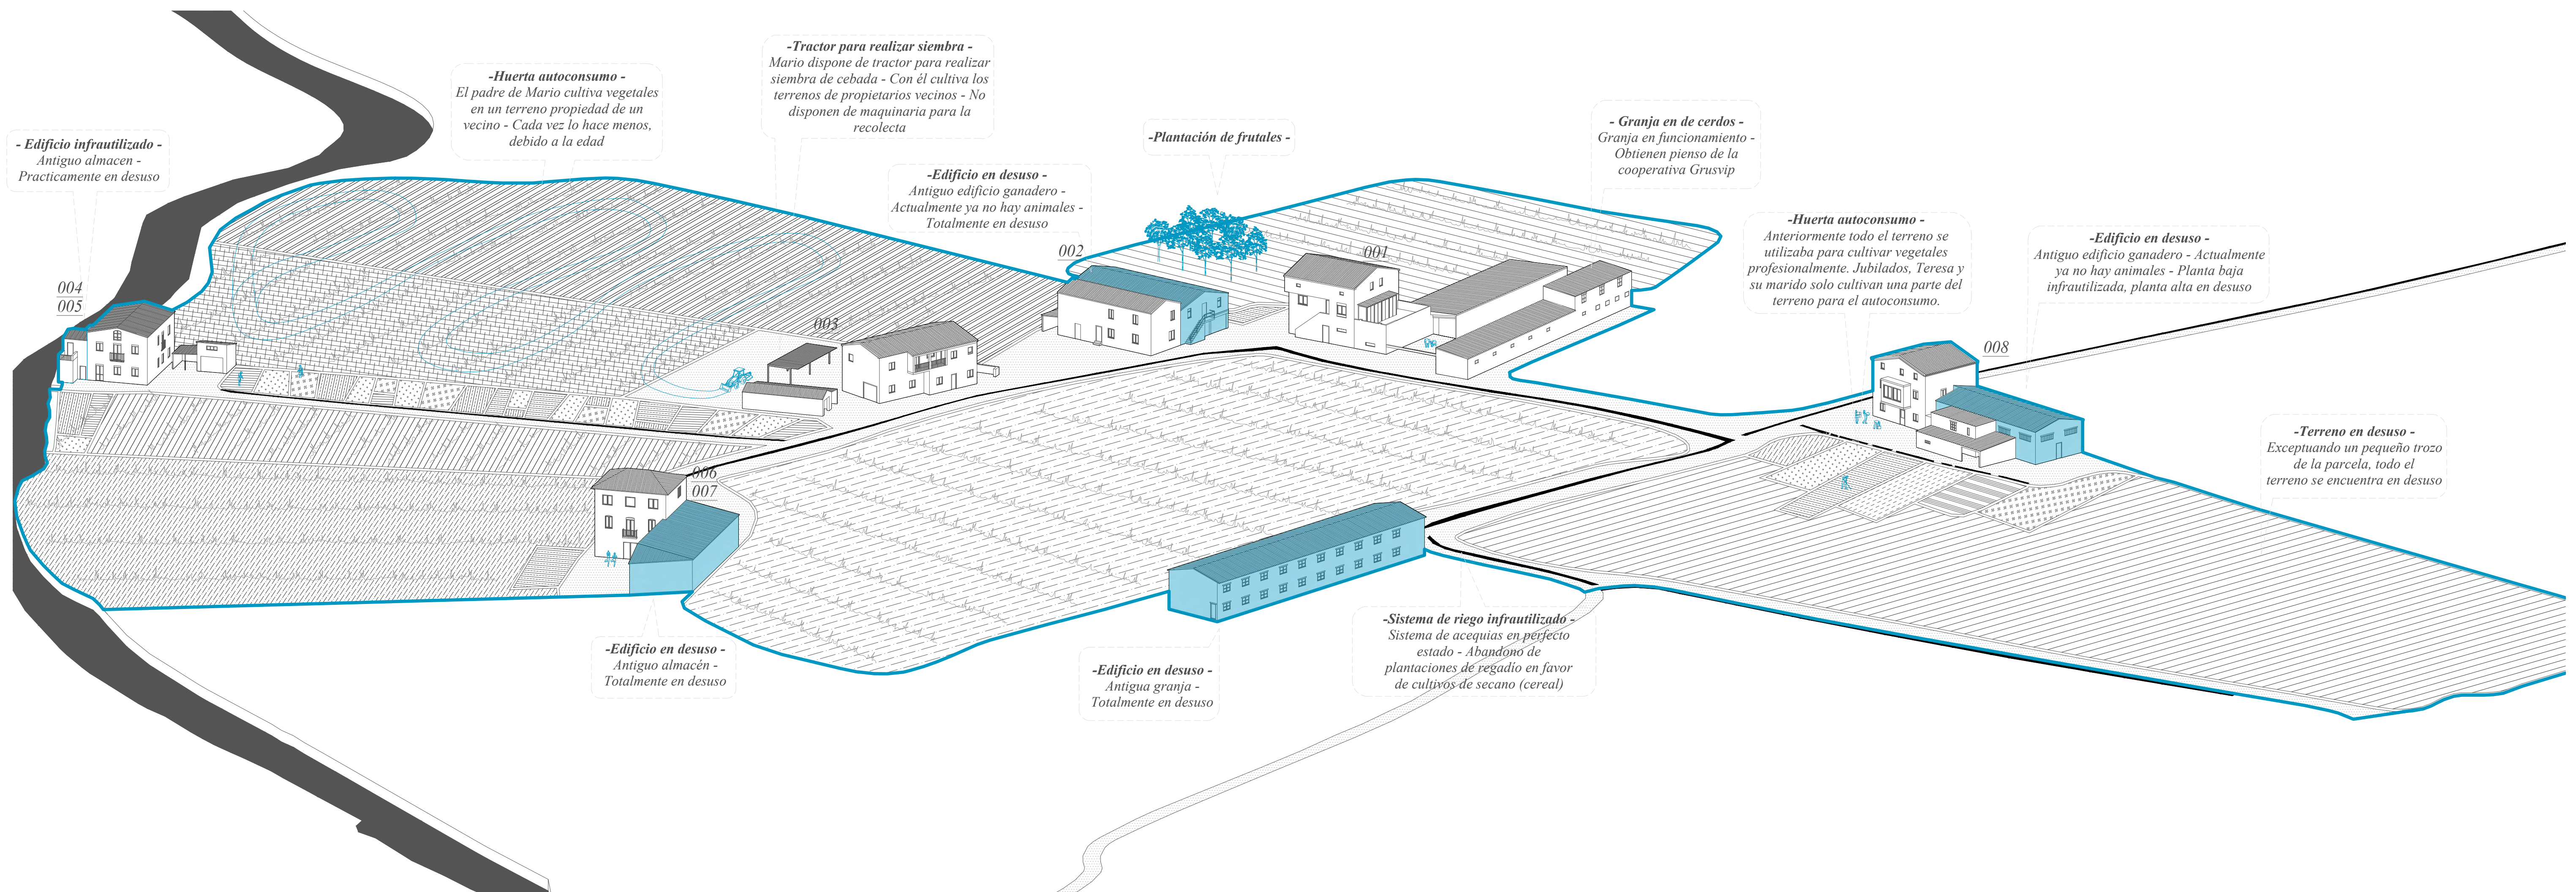 - Edificio infrautilizado -
Antiguo almacen -
Practicamente en desuso
004
005
-Huerta autoconsumo -
El padre de Mario cultiva vegetales
en un terreno propiedad de un
vecino - Cada vez lo hace menos,
debido a la edad
-Tractor para realizar siembra -
Mario dispone de tractor para realizar
siembra de cebada - Con él cultiva los
terrenos de propietarios vecinos - No
disponen de maquinaria para la
recolecta
003
-Edificio en desuso -
Antiguo edificio ganadero -
Actualmente ya no hay animales -
Totalmente en desuso
002
-Plantación de frutales -
001
- Granja en de cerdos -
Granja en funcionamiento -
Obtienen pienso de la
cooperativa Grusvip
-Huerta autoconsumo -
Anteriormente todo el terreno se
utilizaba para cultivar vegetales
profesionalmente. Jubilados, Teresa y
su marido solo cultivan una parte del
terreno para el autoconsumo.
-Edificio en desuso -
Antiguo edificio ganadero - Actualmente
ya no hay animales - Planta baja
infrautilizada, planta alta en desuso
008
-Terreno en desuso -
Exceptuando un pequeño trozo
de la parcela, todo el
terreno se encuentra en desuso
006
007
-Edificio en desuso -
Antiguo almacén -
Totalmente en desuso
-Edificio en desuso -
Antigua granja -
Totalmente en desuso
-Sistema de riego infrautilizado -
Sistema de acequias en perfecto
estado - Abandono de
plantaciones de regadío en favor
de cultivos de secano (cereal)